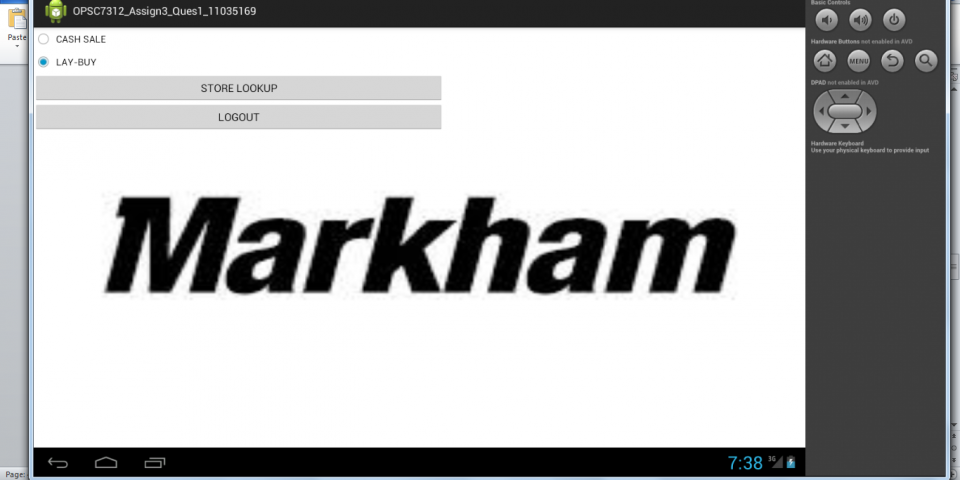 OPSC7312_Assign3_Ques1_11035169
Paste
CASH SALE
LAY-BUY
STORE LOOKUP
LOGOUT
Markham
7:38
3G
Page:
Basic Controls
Hardware Buttons not enabled in AVD
MENU
DPAD not enabled in AVD
Hardware Keyboard
Use your physical keyboard to provide input